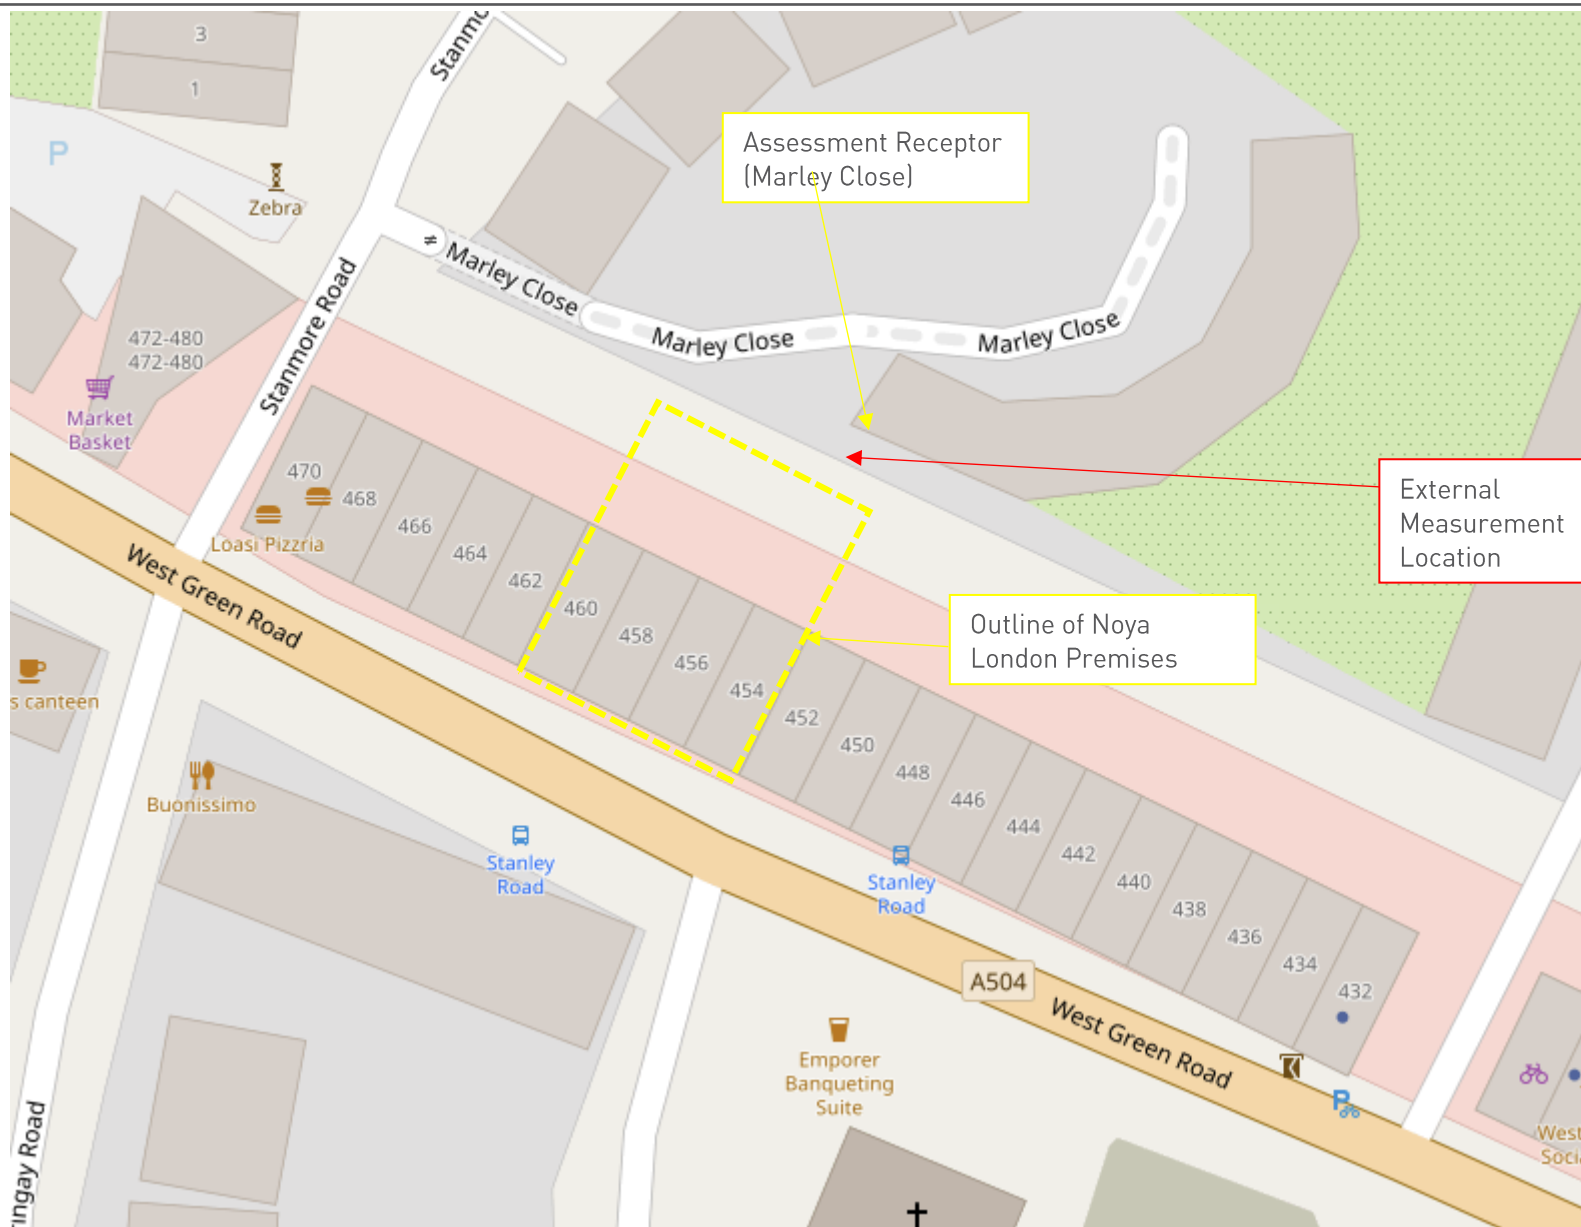 3
1
Stanmo
P
Zebra
Assessment Receptor
(Marley Close)
Marley Close
Marley Close
Marley Close
Stanmore Road
472-480
472-480
Market
Basket
470
468
466
464
462
460
458
456
454
452
450
448
446
444
442
440
438
436
434
432
Loasi Pizzria
External
Measurement
Location
Outline of Noya
London Premises
West Green Road
s canteen
Buonissimo
Stanley
Road
Stanley
Road
A504
West Green Road
Emporer
Banqueting
Suite
P
West
Socia
ingay Road